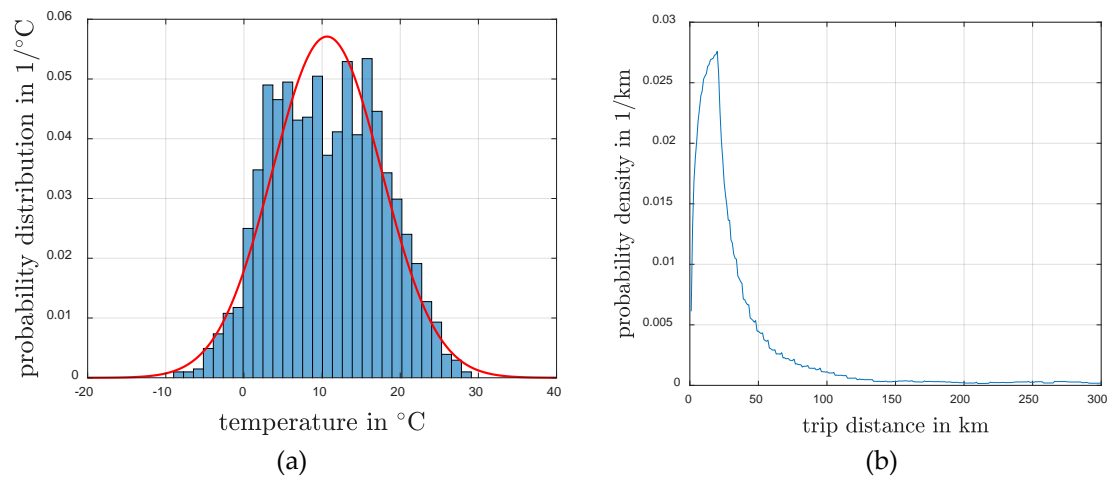 0.06
0.05
0.04
0.03
0.02
0.01
0
-20 -10 0 10 20 30 40
probability distribution in 1/°C
temperature in °C
(a)
0.03
0.025
0.02
0.015
0.01
0.005
0
0 50 100 150 200 250 300
probability density in 1/km
trip distance in km
(b)